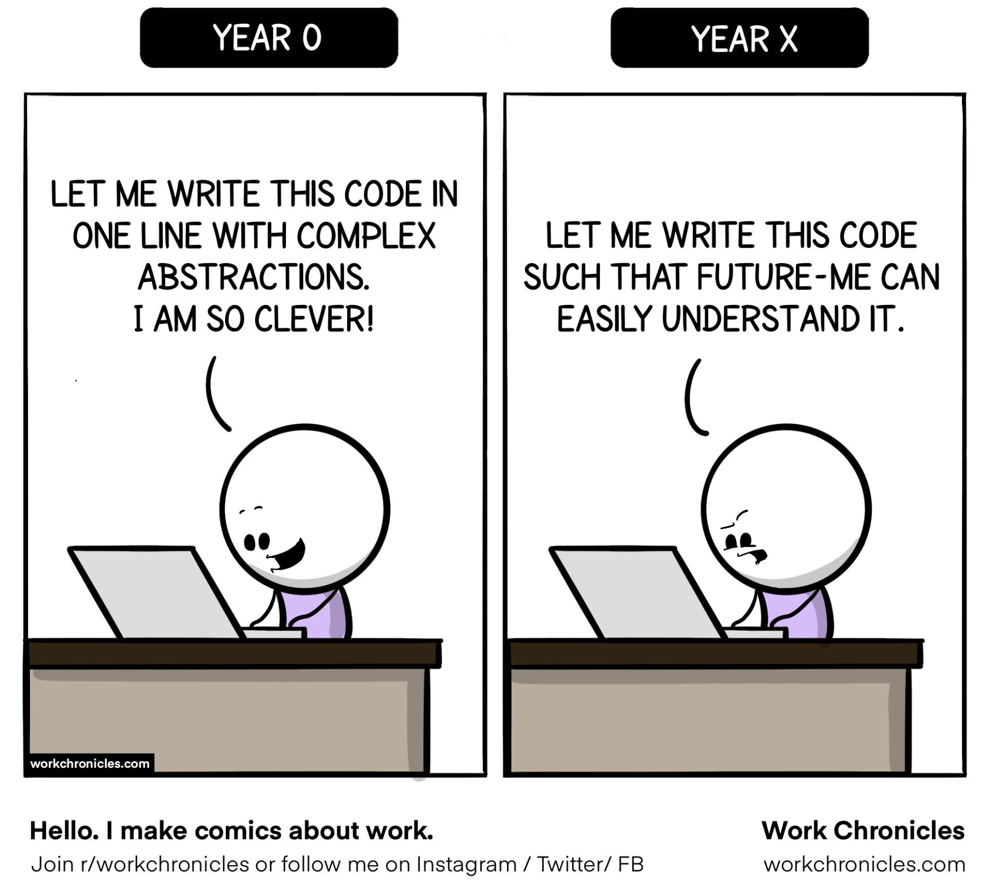 YEAR 0
YEAR X
LET ME WRITE THIS CODE IN
ONE LINE WITH COMPLEX
ABSTRACTIONS.
I AM SO CLEVER!
LET ME WRITE THIS CODE
SUCH THAT FUTURE-ME CAN
EASILY UNDERSTAND IT.
workchronicles.com
Hello. I make comics about work.
Join r/workchronicles or follow me on Instagram / Twitter/ FB
Work Chronicles
workchronicles.com